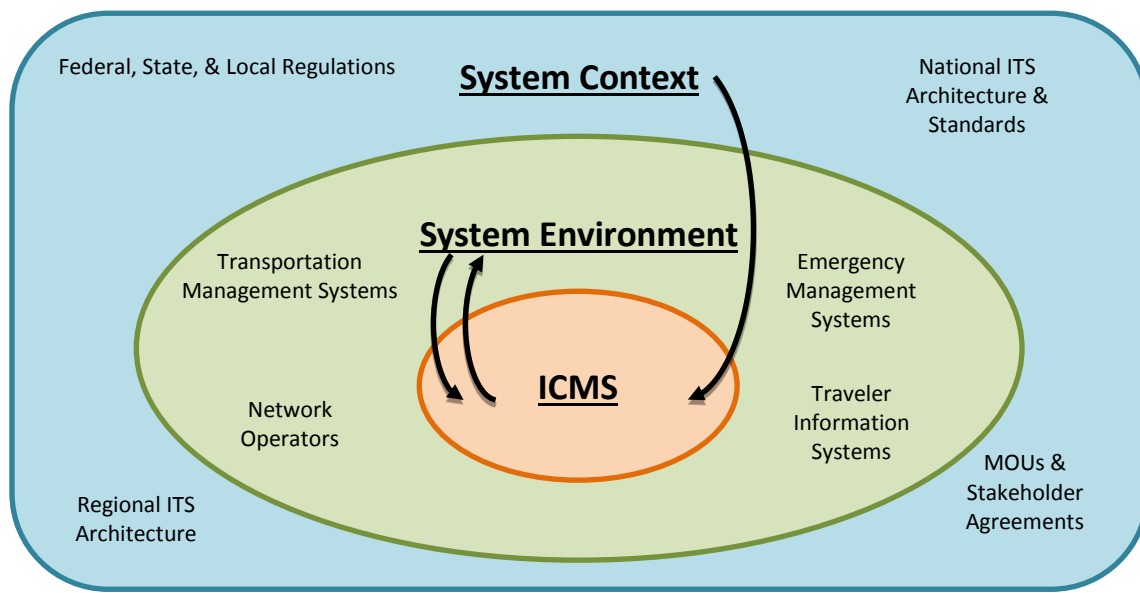 Federal, State, & Local Regulations
System Context
National ITS
Architecture &
Standards
System Environment
Transportation
Management Systems
Emergency
Management
Systems
ICMS
Network
Operators
Traveler
Information
Systems
Regional ITS
Architecture
MOUs &
Stakeholder
Agreements